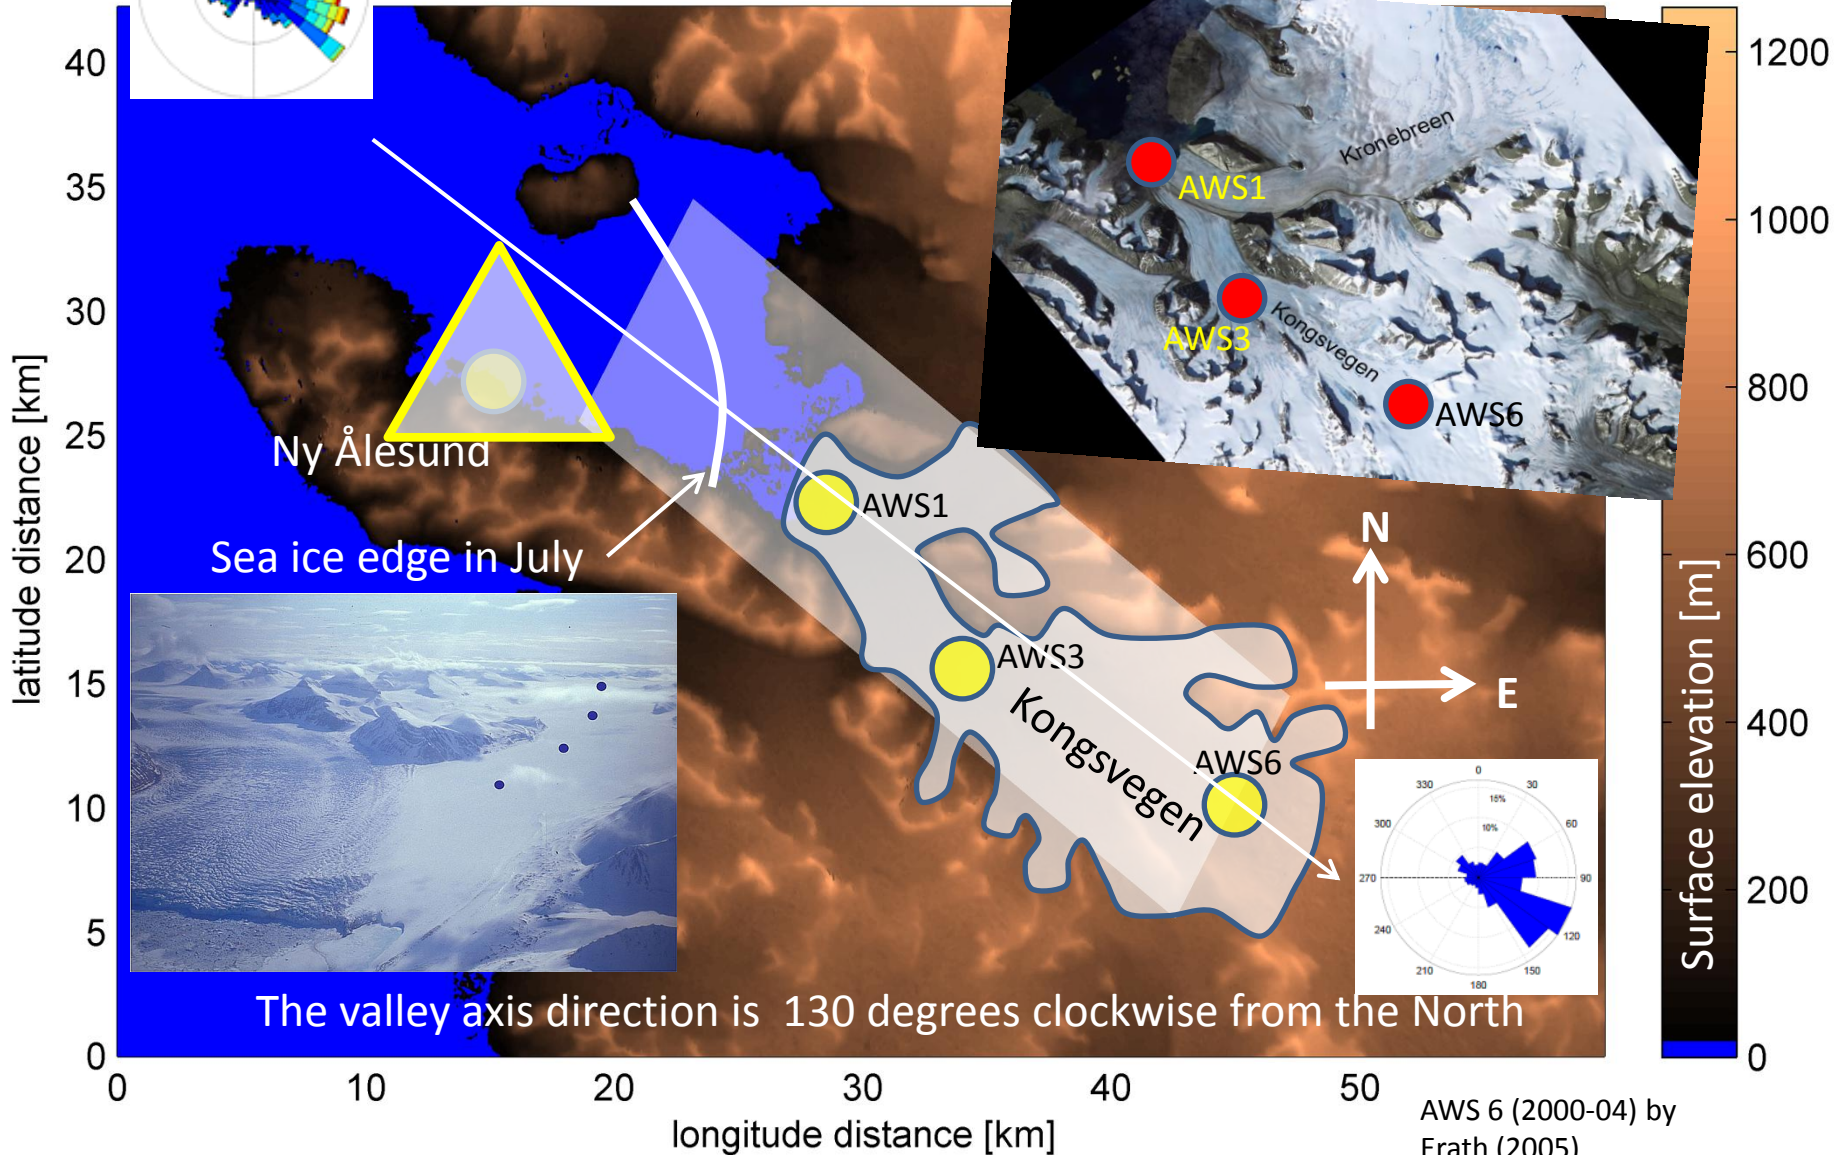 40
35
30
25
20
15
10
5
0
latitude distance [km]
0
10
20
30
40
50
longitude distance [km]
1200
1000
800
600
400
200
0
Surface elevation [m]
Kronebreen
AWS1
AWS3
Kongsvegen
AWS6
Ny Ålesund
Sea ice edge in July
AWS1
AWS3
Kongsvegen
AWS6
N
E
0
30
60
90
120
150
180
210
240
270
300
330
15%
10%
The valley axis direction is 130 degrees clockwise from the North
AWS 6 (2000-04) by
Erath (2005)